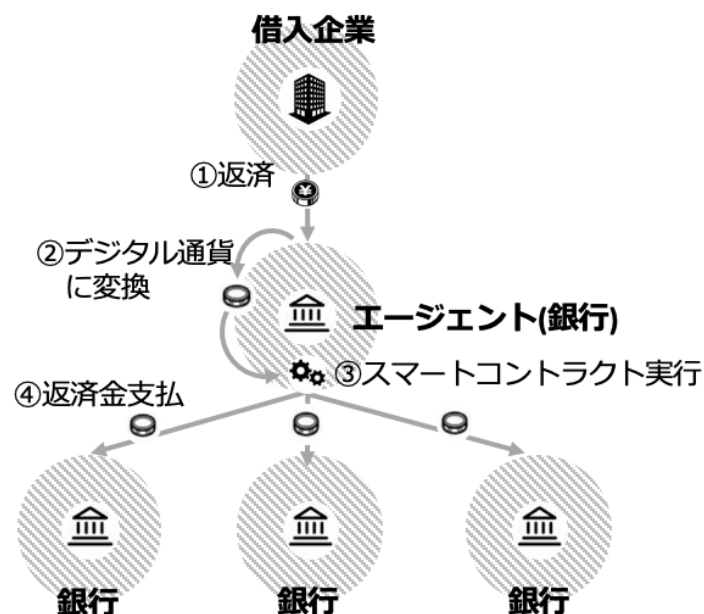 借入企業
①返済
¥
②デジタル通貨
に変換
エージェント(銀行)
③スマートコントラクト実行
④返済金支払
銀行
銀行
銀行